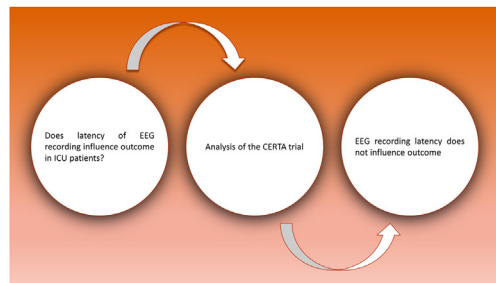 Does latency of EEG
recording influence outcome
in ICU patients?
Analysis of the CERTA trial
EEG recording latency does
not influence outcome